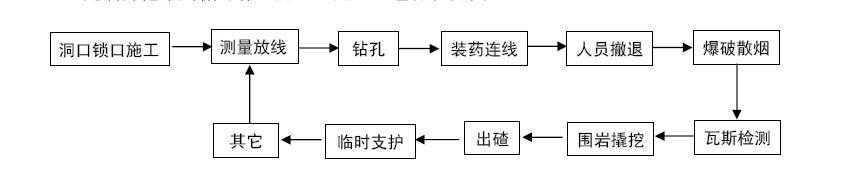 洞口锁口施工
测量放线
钻孔
装药连线
人员撤退
爆破散烟
瓦斯检测
围岩撬挖
出碴
临时支护
其它